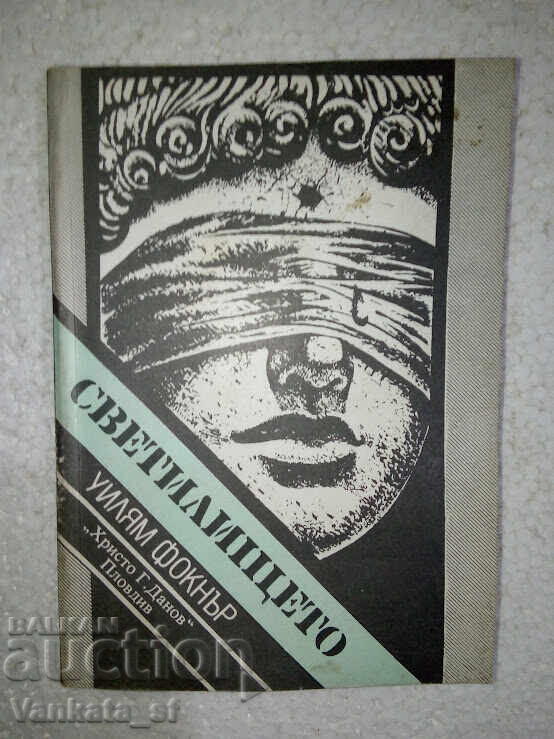 СВЕТИЛИЩЕТО
УИЛЯМ ФОКНЪР
„Христо Г. Данов“
Пловдив
BALKAN
auction
Vankata_sf